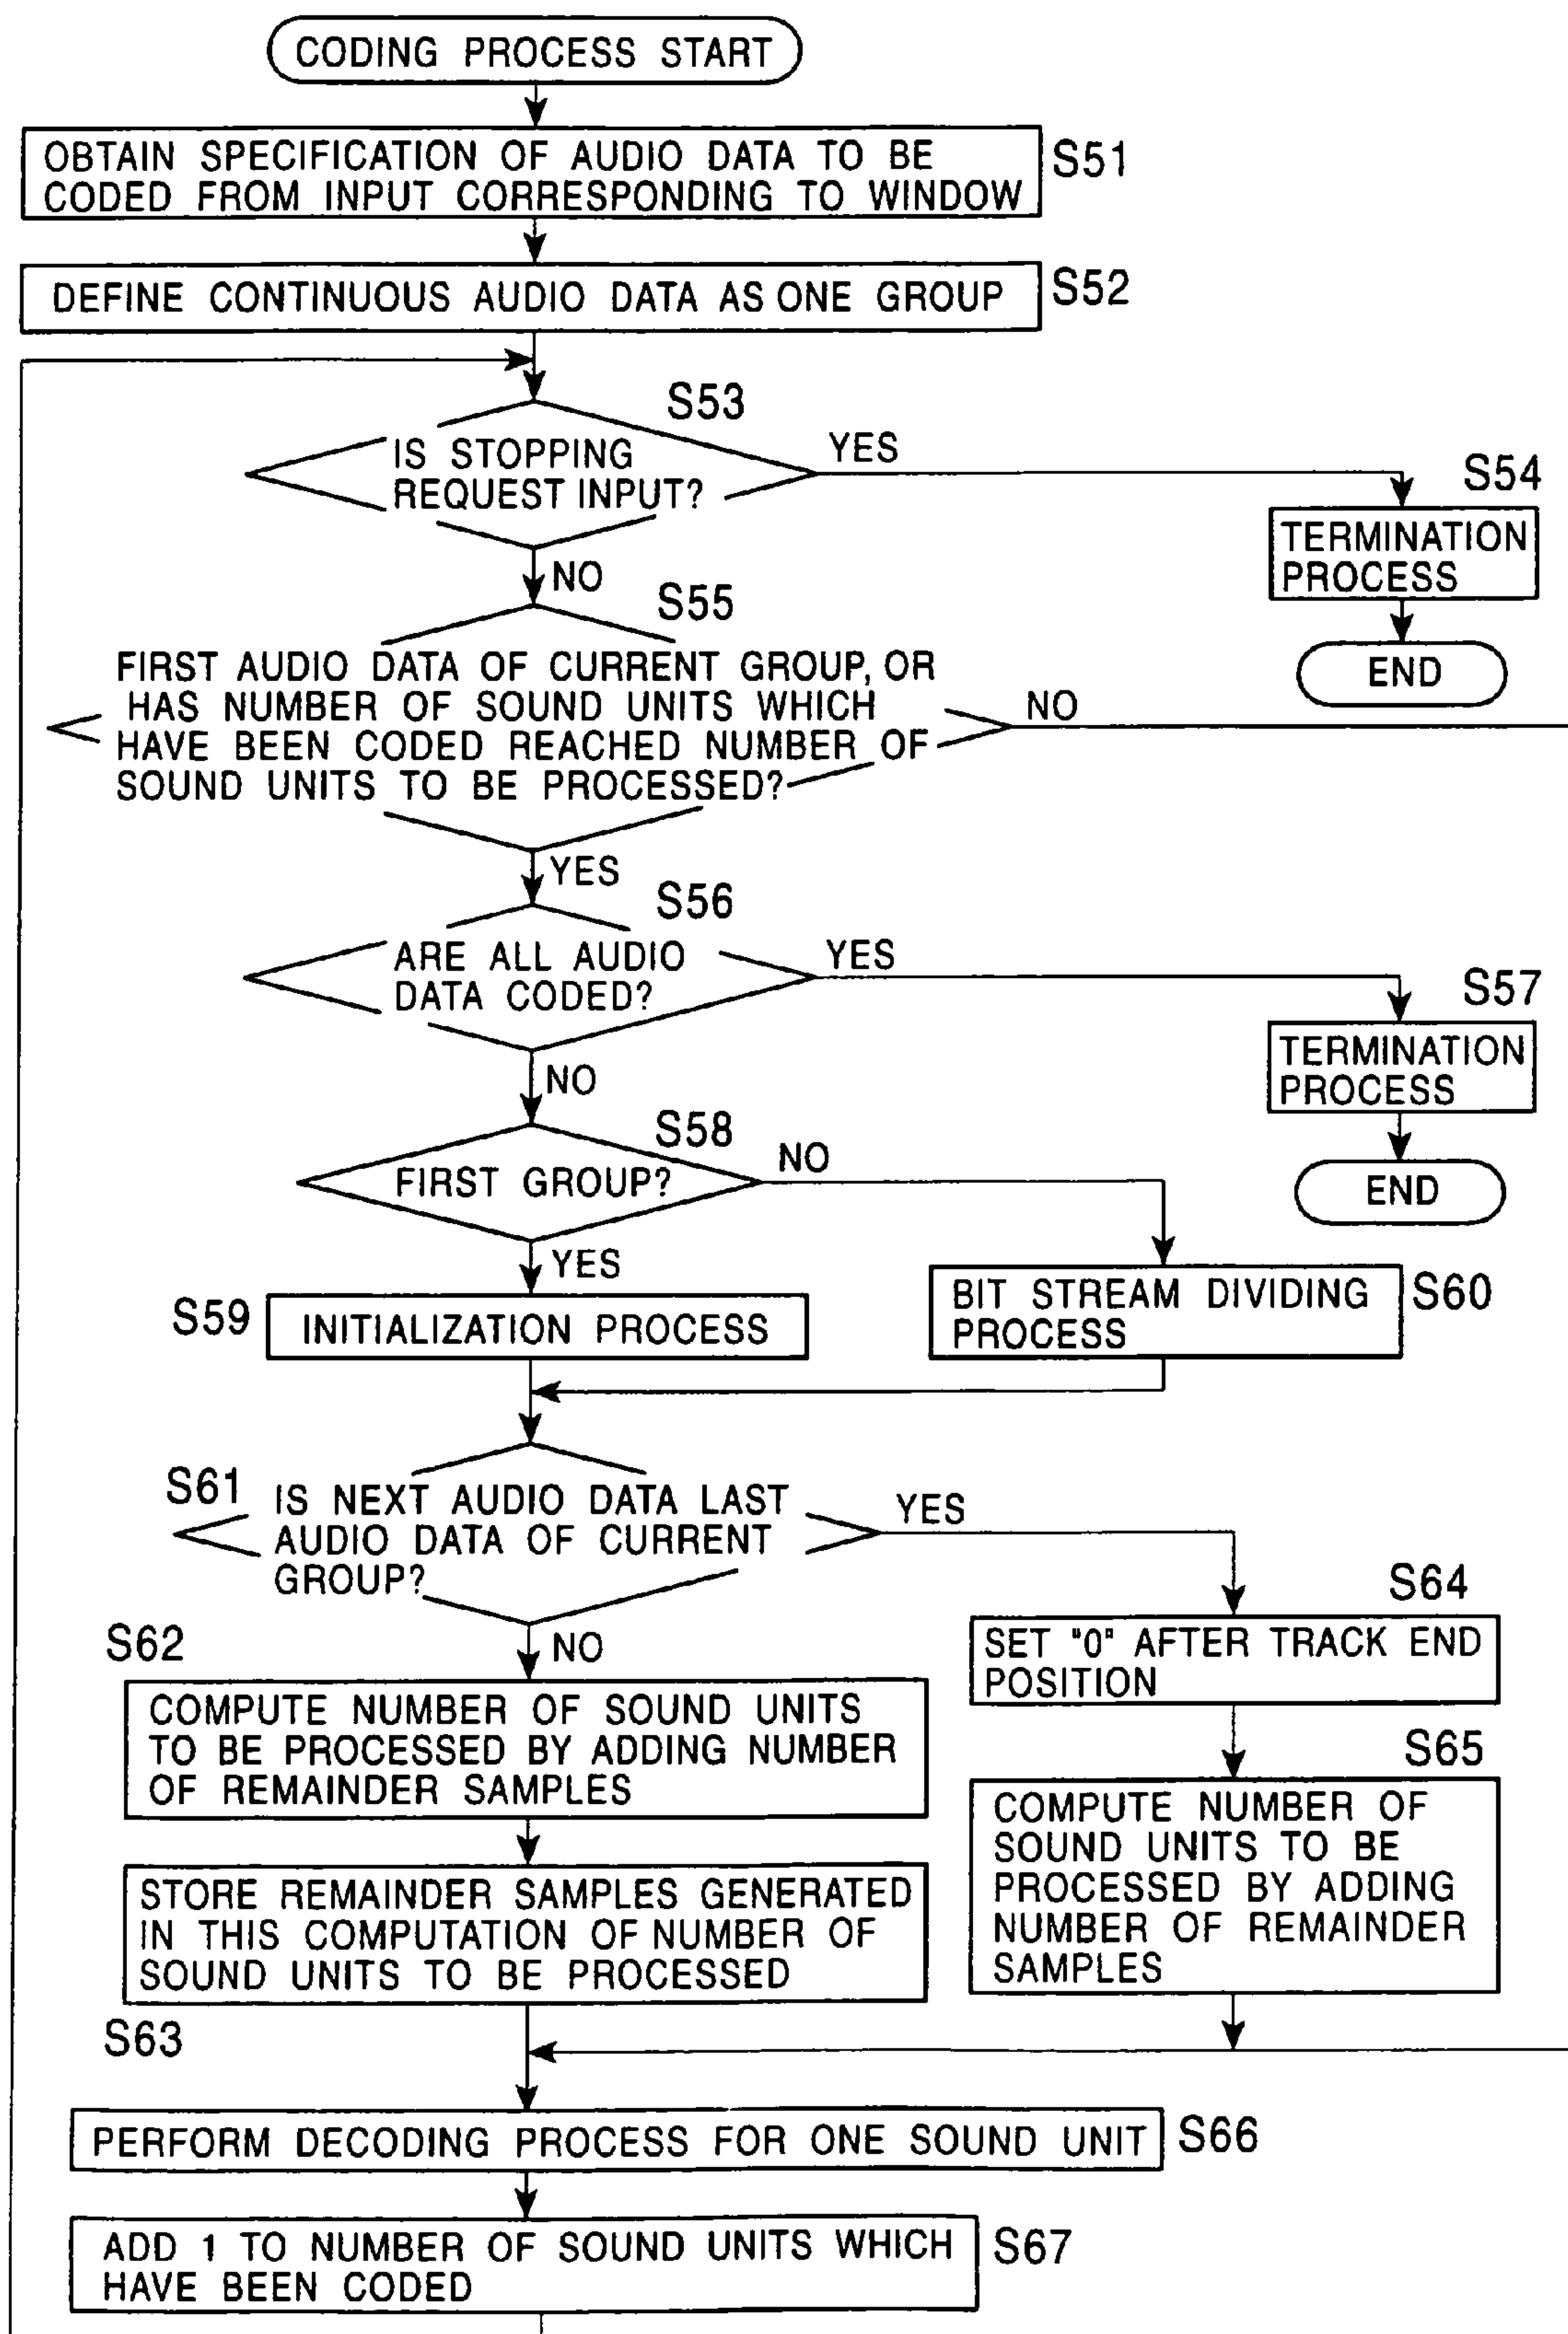 CODING PROCESS START
OBTAIN SPECIFICATION OF AUDIO DATA TO BE
CODED FROM INPUT CORRESPONDING TO WINDOW
S51
DEFINE CONTINUOUS AUDIO DATA AS ONE GROUP
S52
S53
IS STOPPING
REQUEST INPUT?
YES
S54
TERMINATION
PROCESS
END
NO
S55
FIRST AUDIO DATA OF CURRENT GROUP, OR
HAS NUMBER OF SOUND UNITS WHICH
HAVE BEEN CODED REACHED NUMBER OF
SOUND UNITS TO BE PROCESSED?
NO
YES
S56
ARE ALL AUDIO
DATA CODED?
YES
S57
TERMINATION
PROCESS
END
NO
S58
FIRST GROUP?
NO
YES
S59
INITIALIZATION PROCESS
BIT STREAM DIVIDING
PROCESS
S60
S61
IS NEXT AUDIO DATA LAST
AUDIO DATA OF CURRENT
GROUP?
YES
NO
S62
COMPUTE NUMBER OF SOUND UNITS
TO BE PROCESSED BY ADDING NUMBER
OF REMAINDER SAMPLES
STORE REMAINDER SAMPLES GENERATED
IN THIS COMPUTATION OF NUMBER OF
SOUND UNITS TO BE PROCESSED
S63
S64
SET "0" AFTER TRACK END
POSITION
S65
COMPUTE NUMBER OF
SOUND UNITS TO BE
PROCESSED BY ADDING
NUMBER OF REMAINDER
SAMPLES
PERFORM DECODING PROCESS FOR ONE SOUND UNIT
S66
ADD 1 TO NUMBER OF SOUND UNITS WHICH
HAVE BEEN CODED
S67